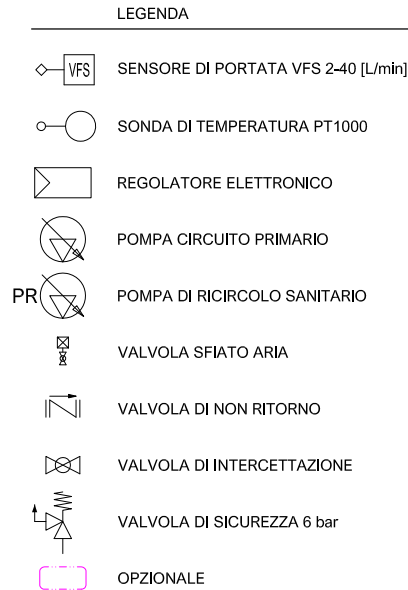 LEGENDA
VFS SENSORE DI PORTATA VFS 2-40 [L/min]
SONDA DI TEMPERATURA PT1000
REGOLATORE ELETTRONICO
POMPA CIRCUITO PRIMARIO
PR POMPA DI RICIRCOLO SANITARIO
VALVOLA SFIATO ARIA
VALVOLA DI NON RITORNO
VALVOLA DI INTERCETTAZIONE
VALVOLA DI SICUREZZA 6 bar
OPZIONALE